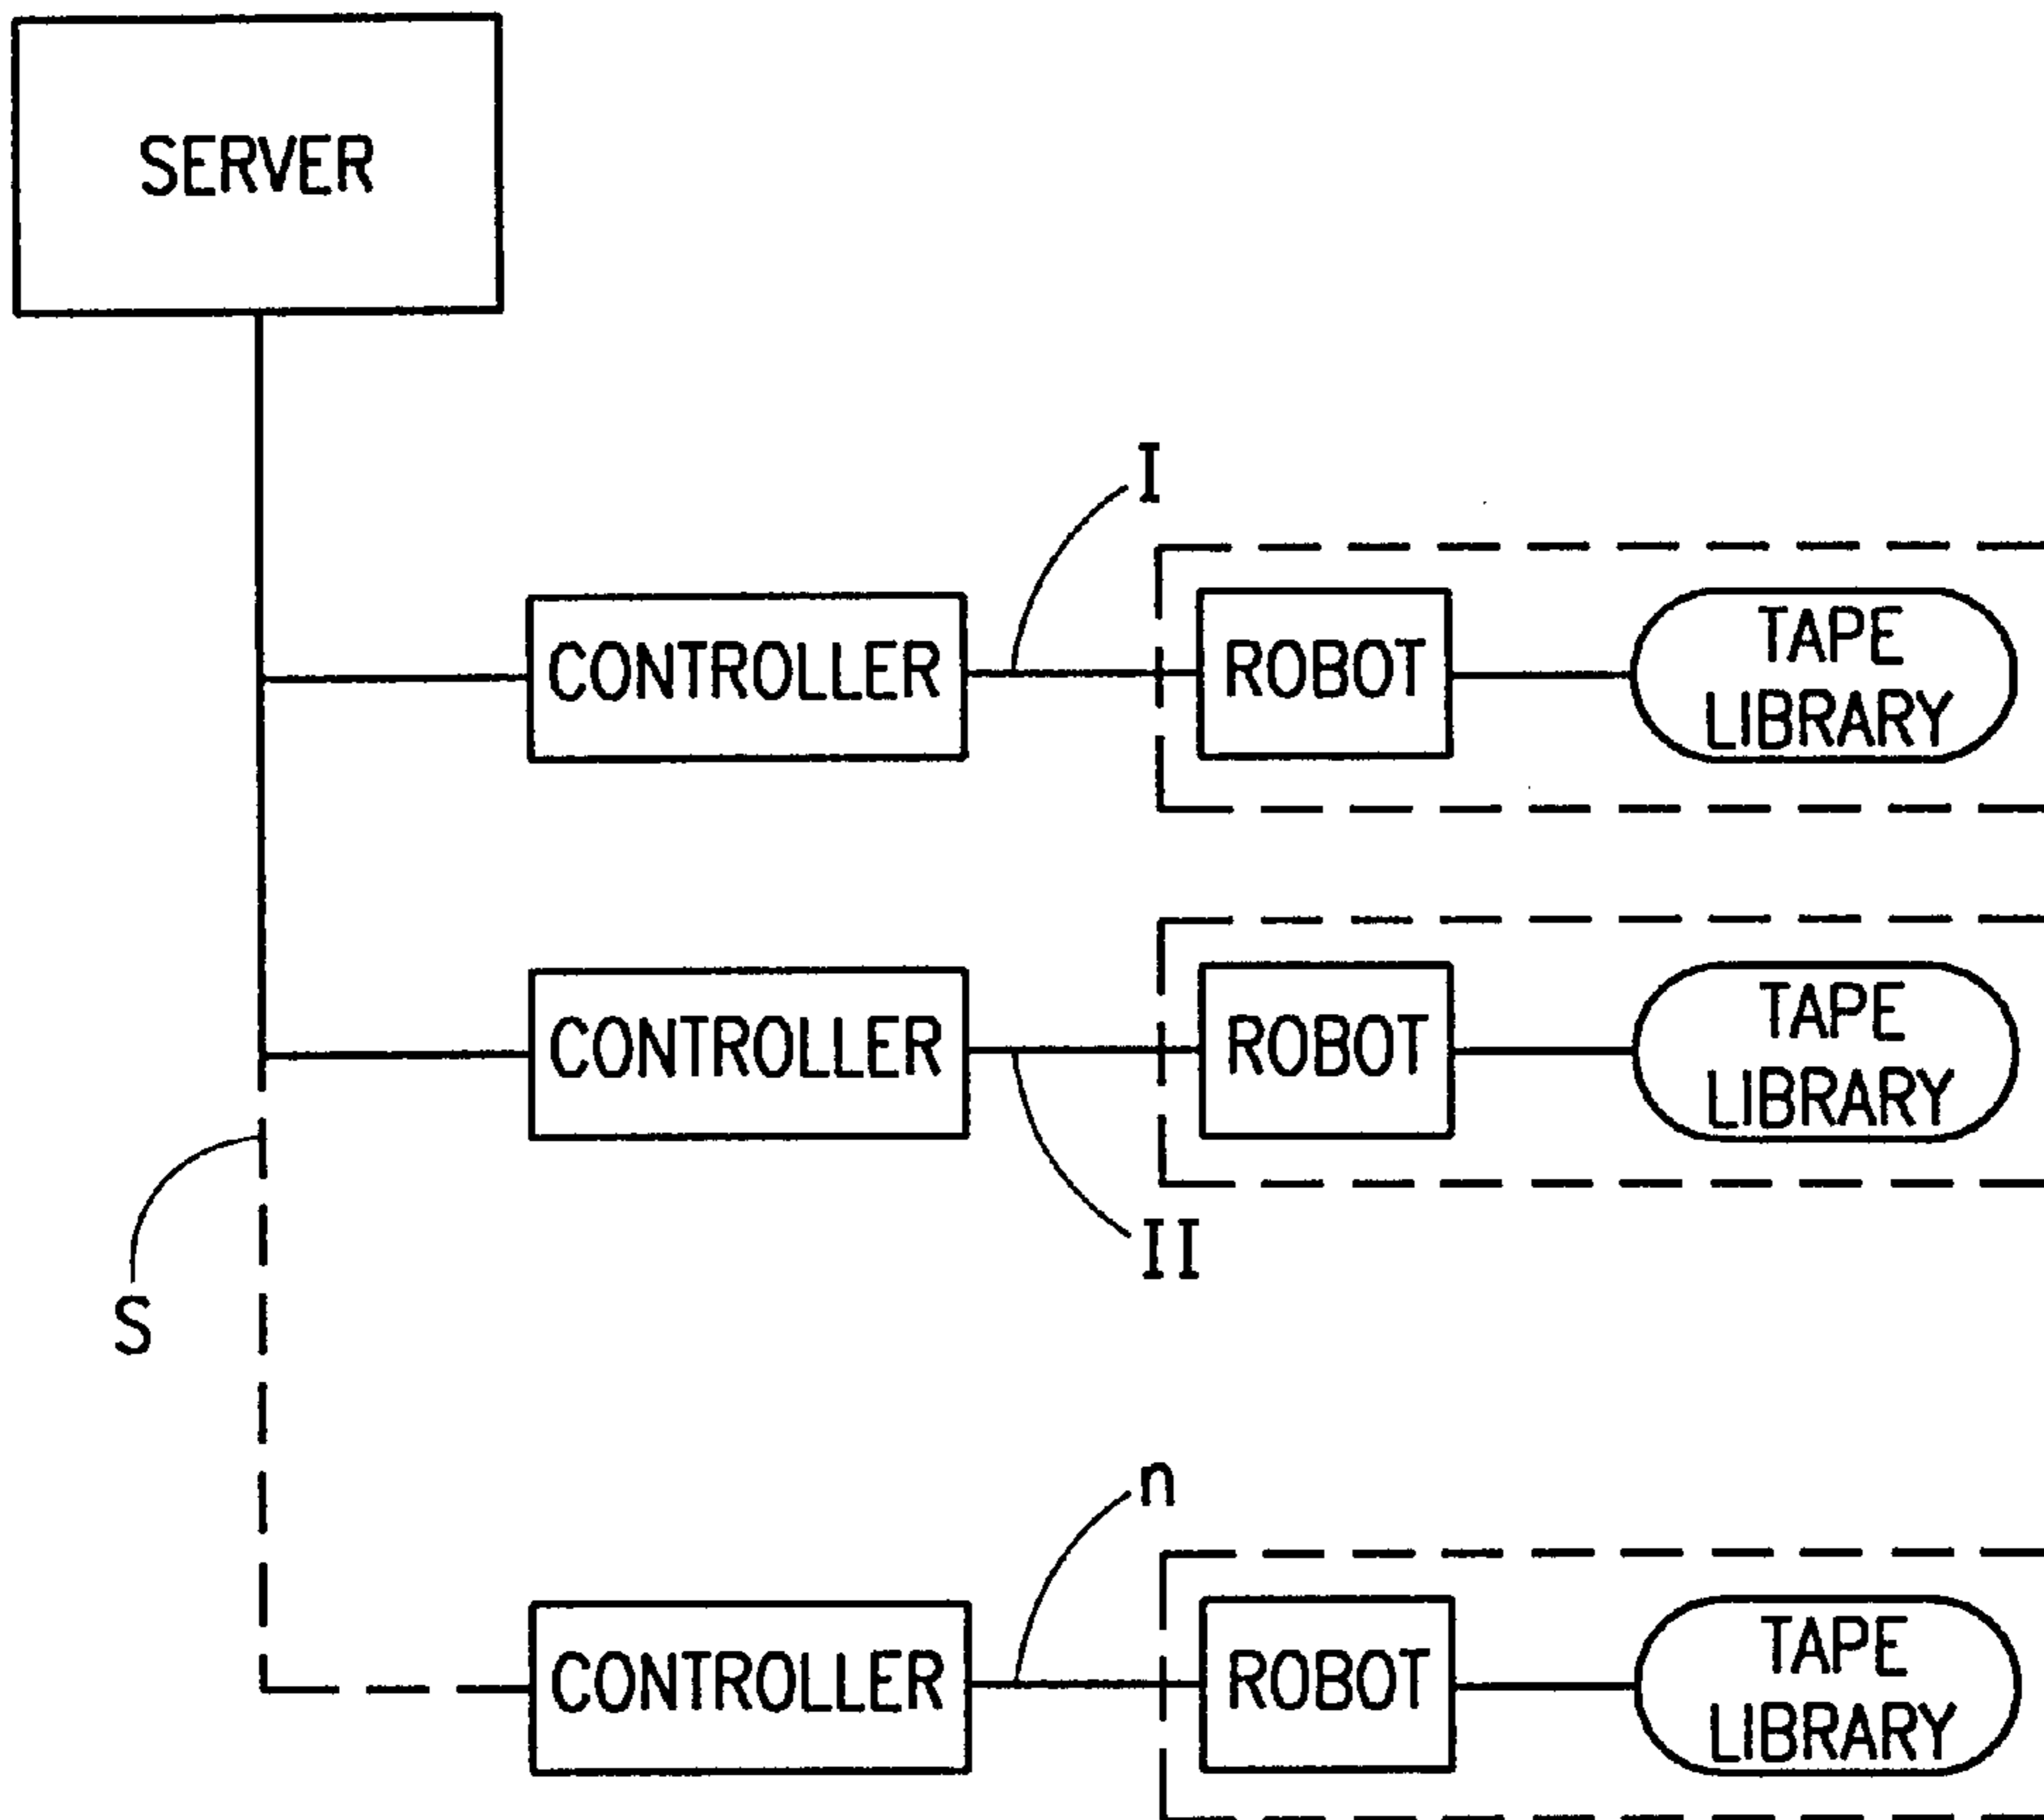 SERVER
I
CONTROLLER
ROBOT
TAPE
LIBRARY
CONTROLLER
ROBOT
TAPE
LIBRARY
II
S
n
CONTROLLER
ROBOT
TAPE
LIBRARY